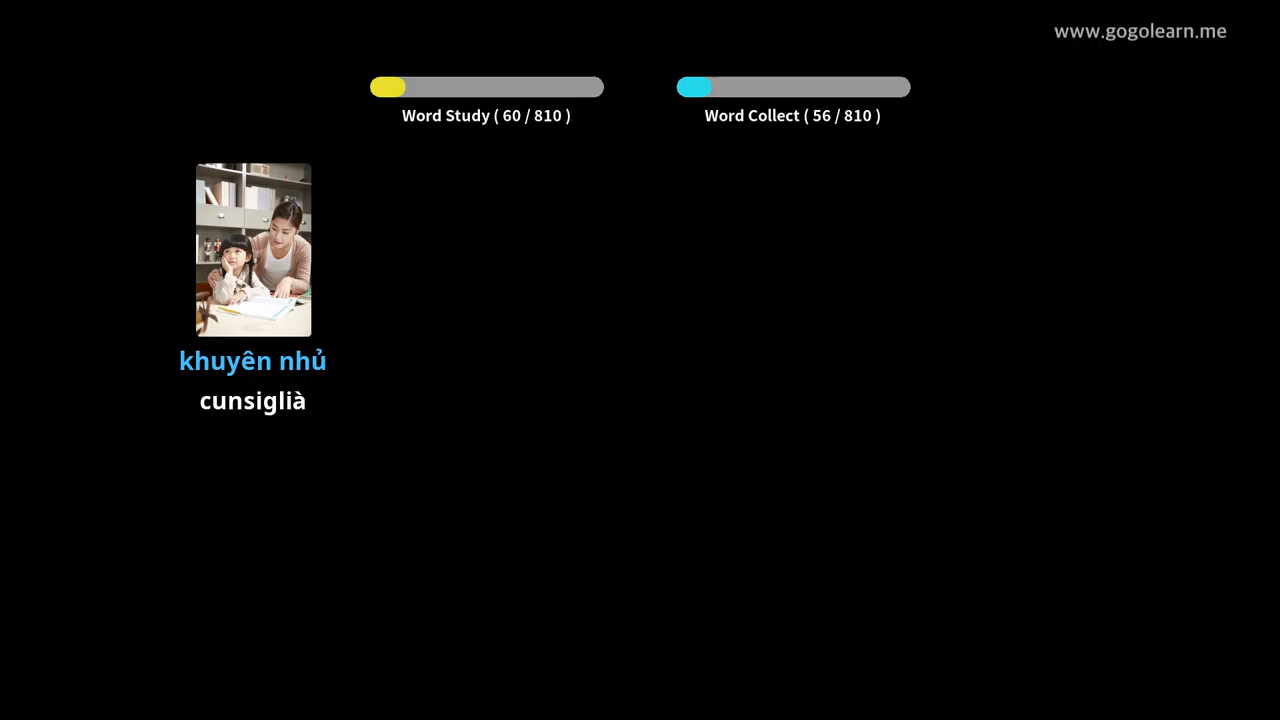 www.gogolearn.me
Word Study ( 60 / 810 )
Word Collect ( 56 / 810 )
khuyên nhủ
cunsiglià